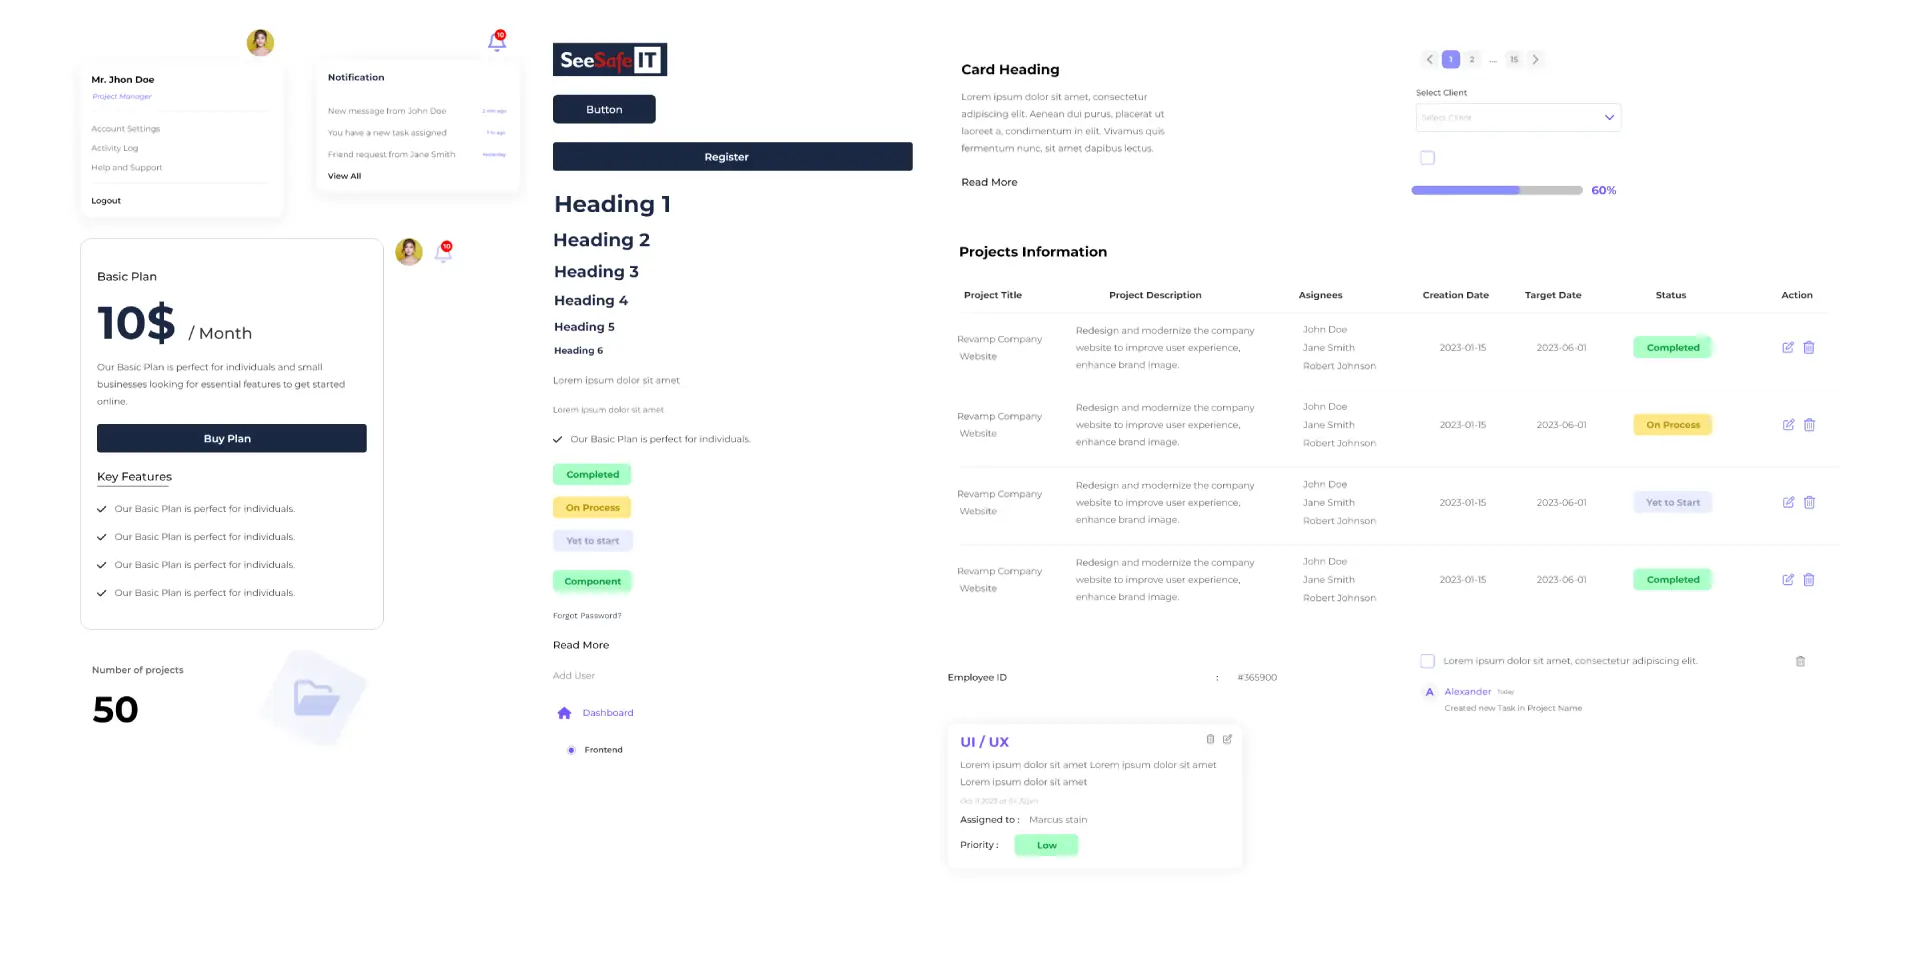 10
Mr. Jhon Doe
Project Manager
Account Settings
Activity Log
Help and Support
Logout
Notification
New message from John Doe 2 min ago
You have a new task assigned 1 hr ago
Friend request from Jane Smith Yesterday
View All
10
Basic Plan
10$ / Month
Our Basic Plan is perfect for individuals and small
businesses looking for essential features to get started
online.
Buy Plan
Key Features
Our Basic Plan is perfect for individuals.
Our Basic Plan is perfect for individuals.
Our Basic Plan is perfect for individuals.
Our Basic Plan is perfect for individuals.
Number of projects
50
SeeSafe IT
Button
Register
Heading 1
Heading 2
Heading 3
Heading 4
Heading 5
Heading 6
Lorem ipsum dolor sit amet
Lorem ipsum dolor sit amet
Our Basic Plan is perfect for individuals.
Completed
On Process
Yet to start
Component
Forgot Password?
Read More
Add User
Dashboard
Frontend
Card Heading
Lorem ipsum dolor sit amet, consectetur
adipiscing elit. Aenean dui purus, placerat ut
laoreet a, condimentum in elit. Vivamus quis
fermentum nunc, sit amet dapibus lectus.
Read More
1 2 .... 15
Select Client
Select Client
60%
Projects Information
Project Title Project Description Asignees Creation Date Target Date Status Action
Revamp Company
Website
Redesign and modernize the company
website to improve user experience,
enhance brand image.
John Doe
Jane Smith
Robert Johnson
2023-01-15 2023-06-01 Completed
Revamp Company
Website
Redesign and modernize the company
website to improve user experience,
enhance brand image.
John Doe
Jane Smith
Robert Johnson
2023-01-15 2023-06-01 On Process
Revamp Company
Website
Redesign and modernize the company
website to improve user experience,
enhance brand image.
John Doe
Jane Smith
Robert Johnson
2023-01-15 2023-06-01 Yet to Start
Revamp Company
Website
Redesign and modernize the company
website to improve user experience,
enhance brand image.
John Doe
Jane Smith
Robert Johnson
2023-01-15 2023-06-01 Completed
Employee ID : #365900
UI / UX
Lorem ipsum dolor sit amet Lorem ipsum dolor sit amet
Lorem ipsum dolor sit amet
Oct 11 2023 at
Assigned to : Marcus stain
Priority : Low
Lorem ipsum dolor sit amet, consectetur adipiscing elit.
A Alexander Today
Created new Task in Project Name